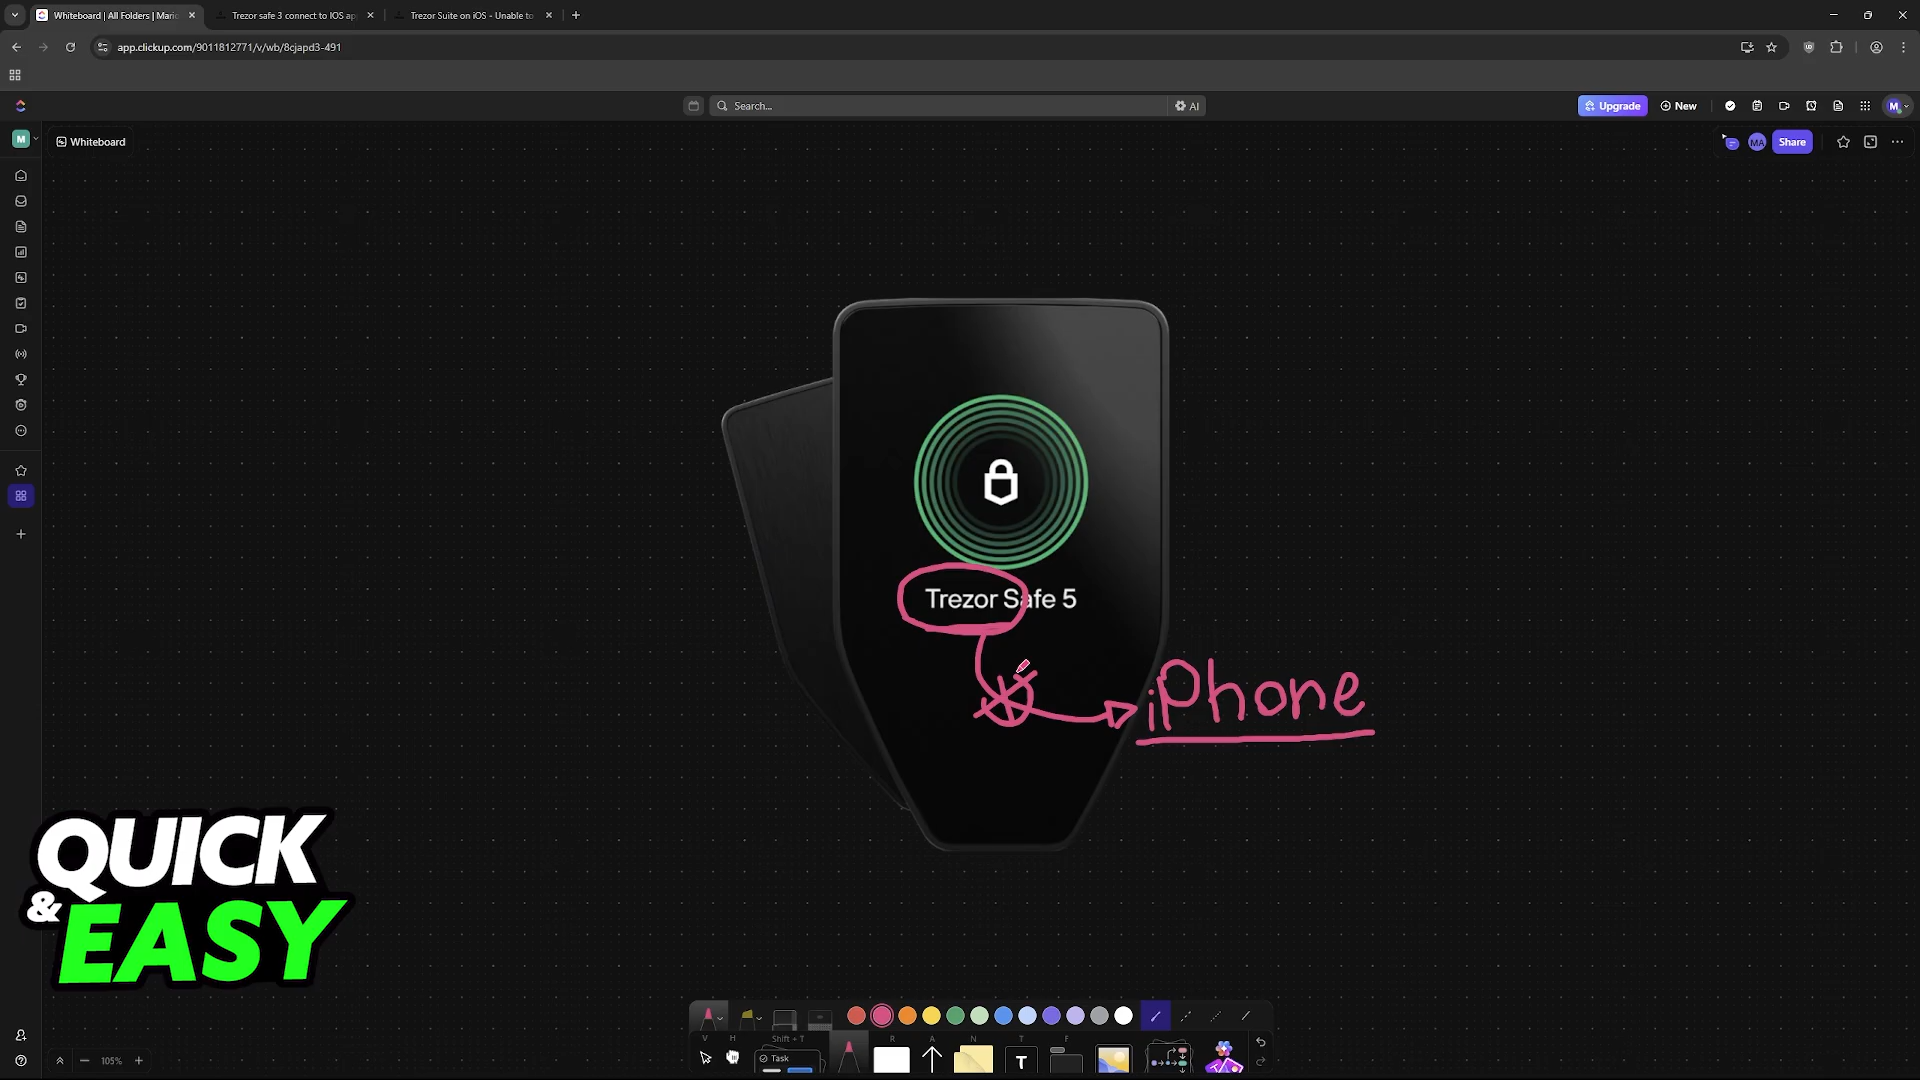 Whiteboard | All Folders | Mari
Trezor safe 3 connect to IOS ap
Trezor Suite on iOS - Unable to
app.clickup.com/9011812771/v/wb/8cjapd3-491
Search...
AI
Upgrade
New
M
M
Whiteboard
MA
Share
Trezor Safe 5
iPhone
QUICK
& EASY
Shift + T
V
H
R
A
N
T
F
Task
T
105%